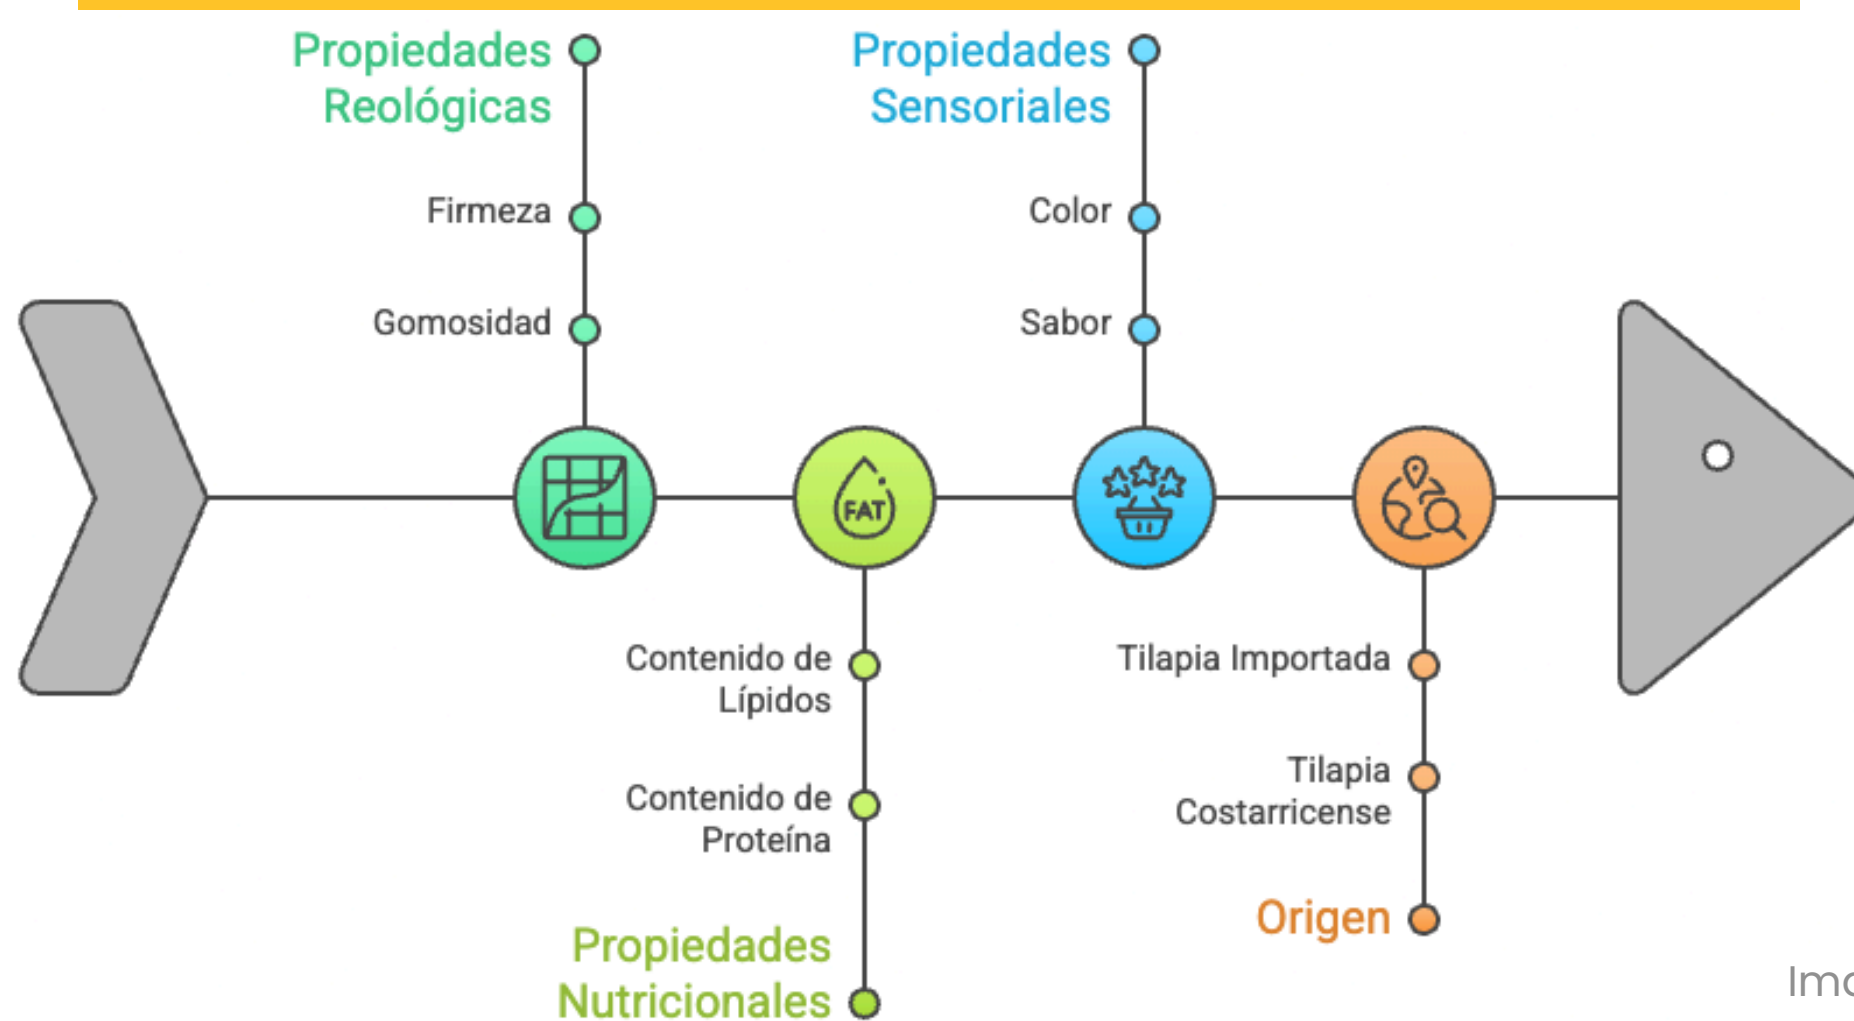 Propiedades
Reológicas
Firmeza
Gomosidad
Propiedades
Sensoriales
Color
Sabor
FAT
Contenido de
Lípidos
Contenido de
Proteína
Propiedades
Nutricionales
Tilapia Importada
Tilapia
Costarricense
Origen